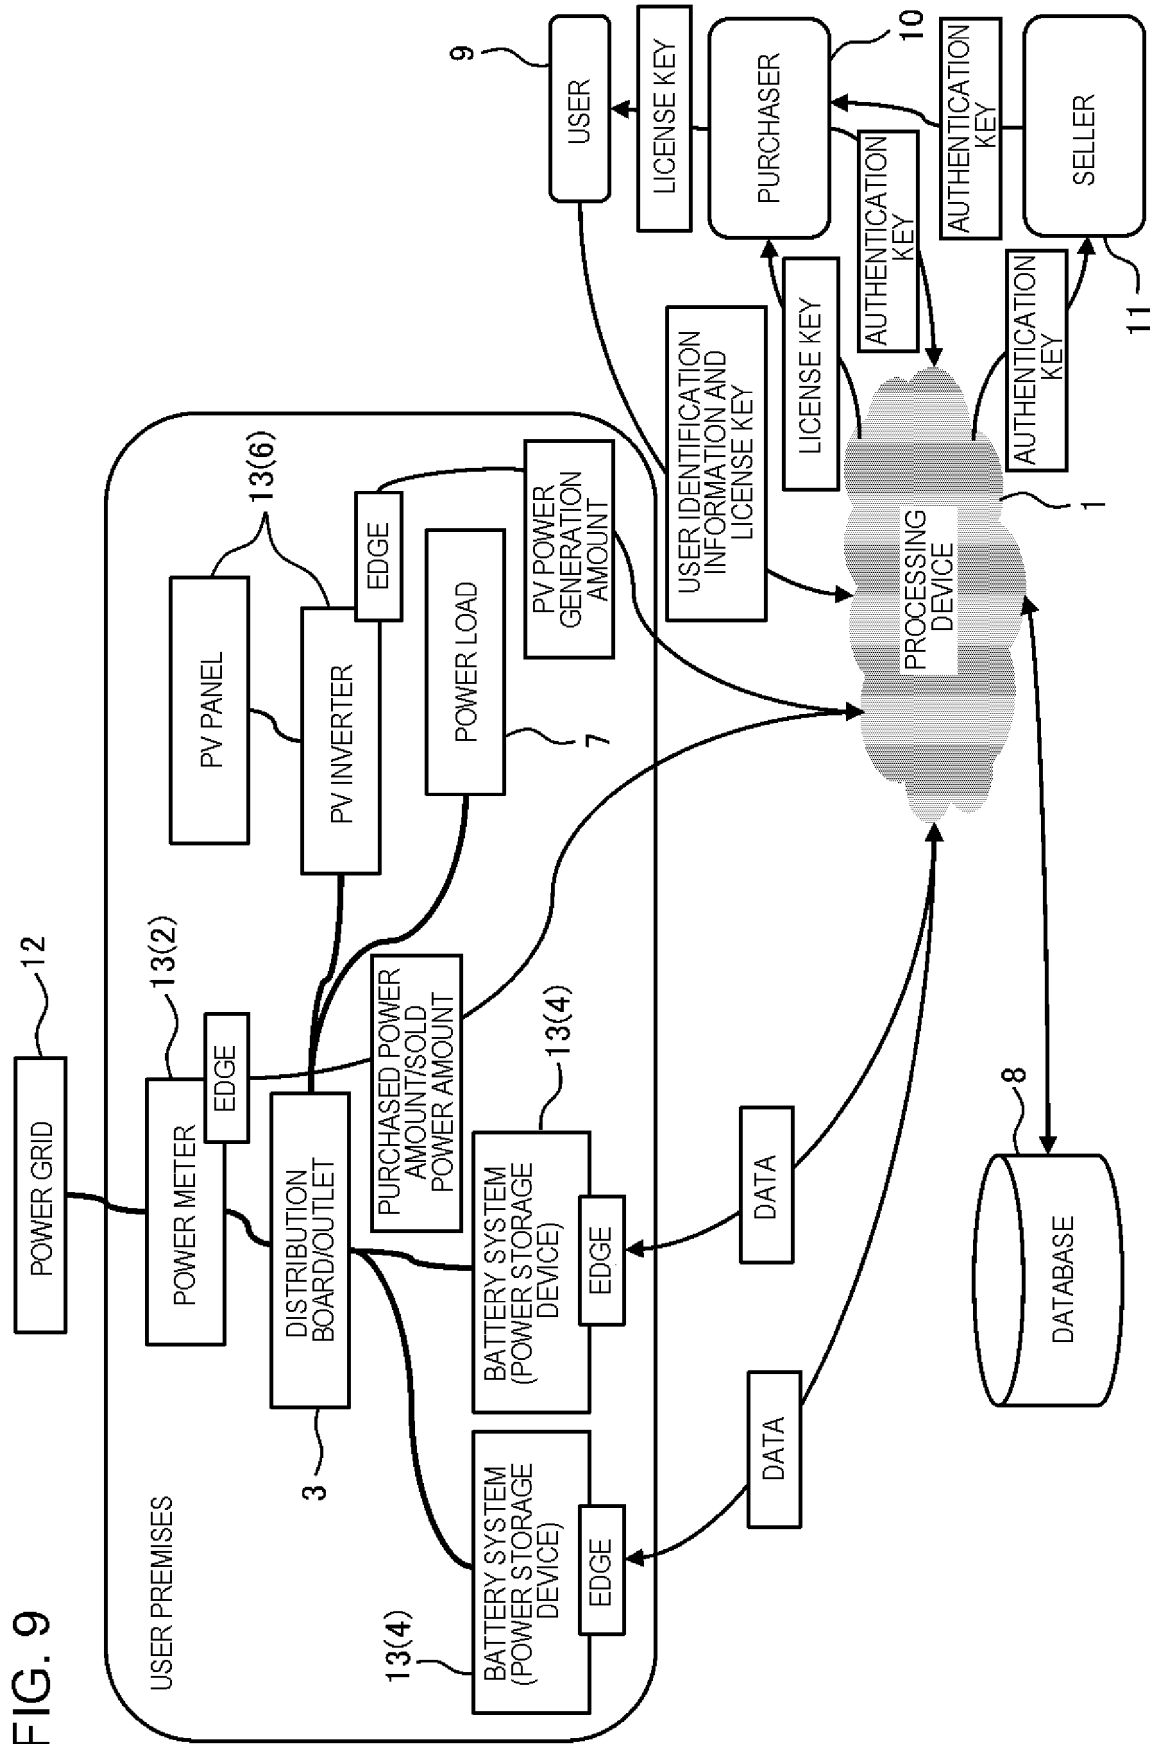 FIG. 9
USER PREMISES
POWER GRID
12
POWER METER
EDGE
13(2)
DISTRIBUTION
BOARD/OUTLET
3
PV PANEL
PV INVERTER
EDGE
13(6)
POWER LOAD
7
PURCHASED POWER
AMOUNT/SOLD
POWER AMOUNT
PV POWER
GENERATION
AMOUNT
BATTERY SYSTEM
(POWER STORAGE
DEVICE)
EDGE
13(4)
BATTERY SYSTEM
(POWER STORAGE
DEVICE)
EDGE
13(4)
DATA
DATA
DATABASE
8
PROCESSING
DEVICE
1
USER IDENTIFICATION
INFORMATION AND
LICENSE KEY
USER
9
LICENSE KEY
PURCHASER
10
LICENSE KEY
AUTHENTICATION
KEY
AUTHENTICATION
KEY
AUTHENTICATION
KEY
SELLER
11